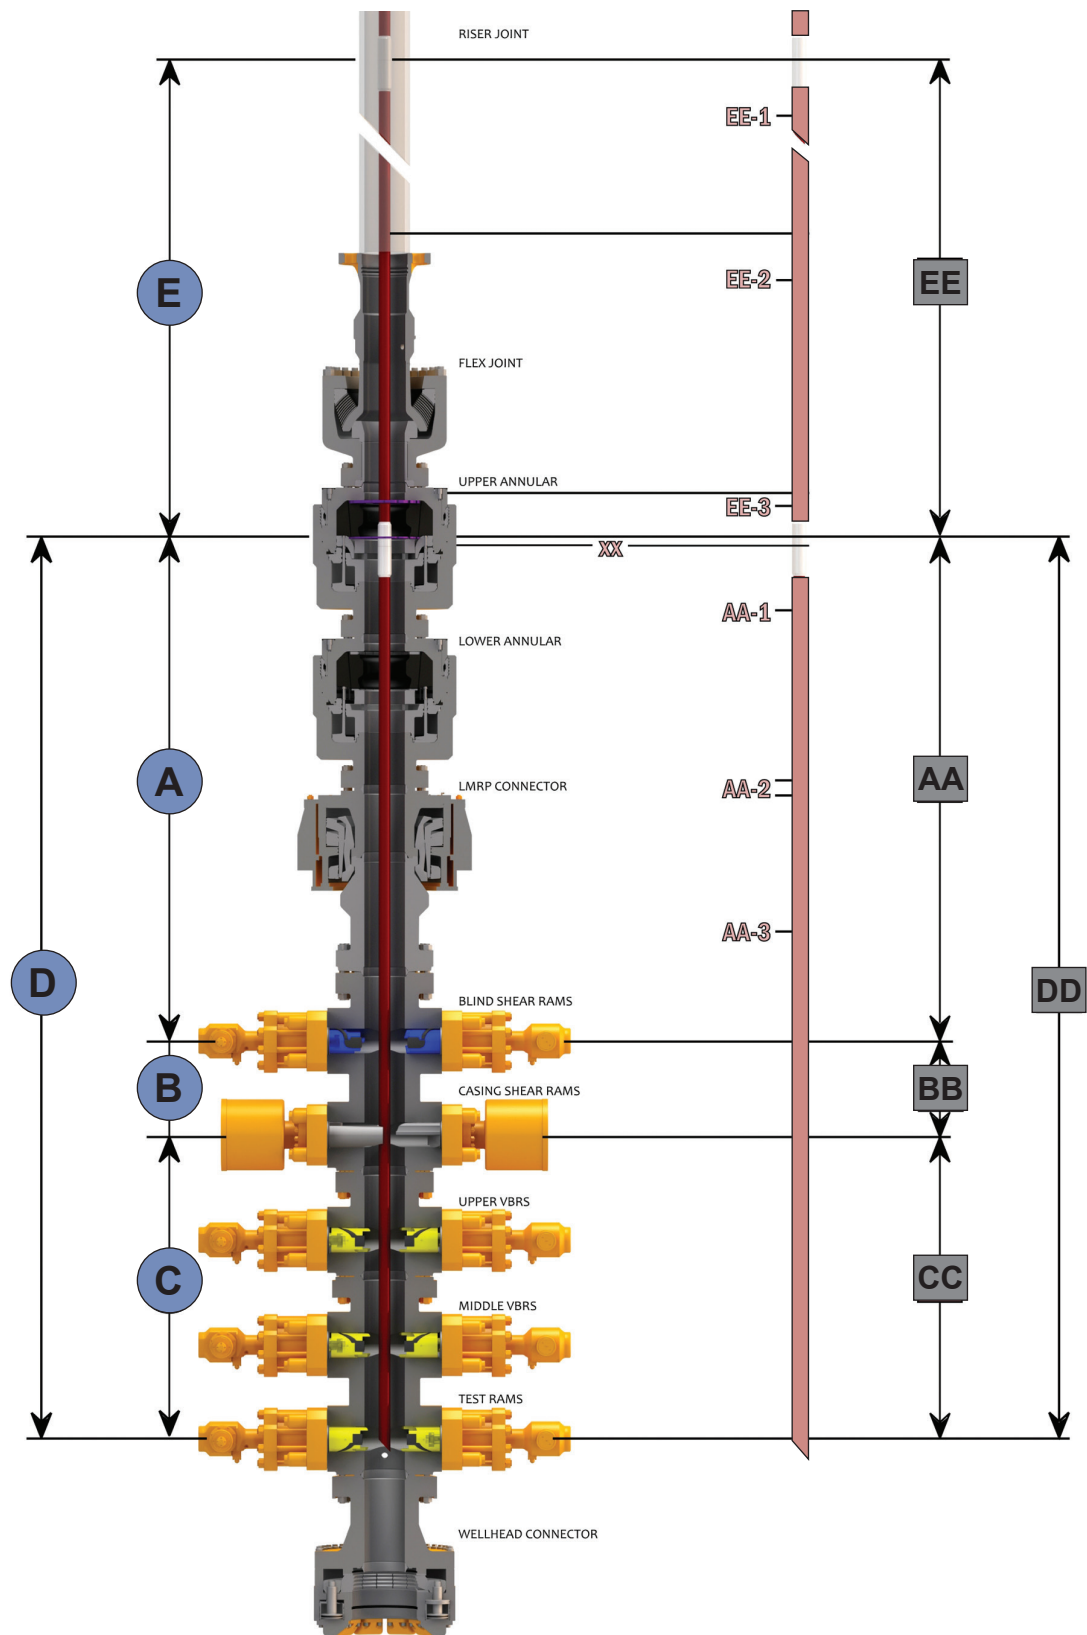 RISER JOINT
EE-1
E
EE
EE-2
FLEX JOINT
UPPER ANNULAR
EE-3
XX
AA-1
LOWER ANNULAR
A
AA
LMRP CONNECTOR
AA-2
AA-3
D
DD
BLIND SHEAR RAMS
B
BB
CASING SHEAR RAMS
UPPER VBRS
C
CC
MIDDLE VBRS
TEST RAMS
WELLHEAD CONNECTOR